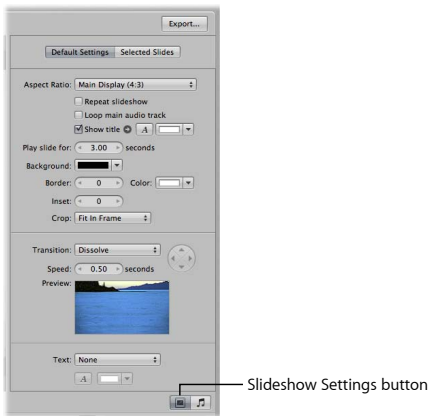 Export...
Default Settings Selected Slides
Aspect Ratio: Main Display (4:3)
Repeat slideshow
Loop main audio track
Show title A
Play slide for: 3.00 seconds
Background:
Border: 0 Color:
Inset: 0
Crop: Fit In Frame
Transition: Dissolve
Speed: 0.50 seconds
Preview:
Text: None
A
Slideshow Settings button